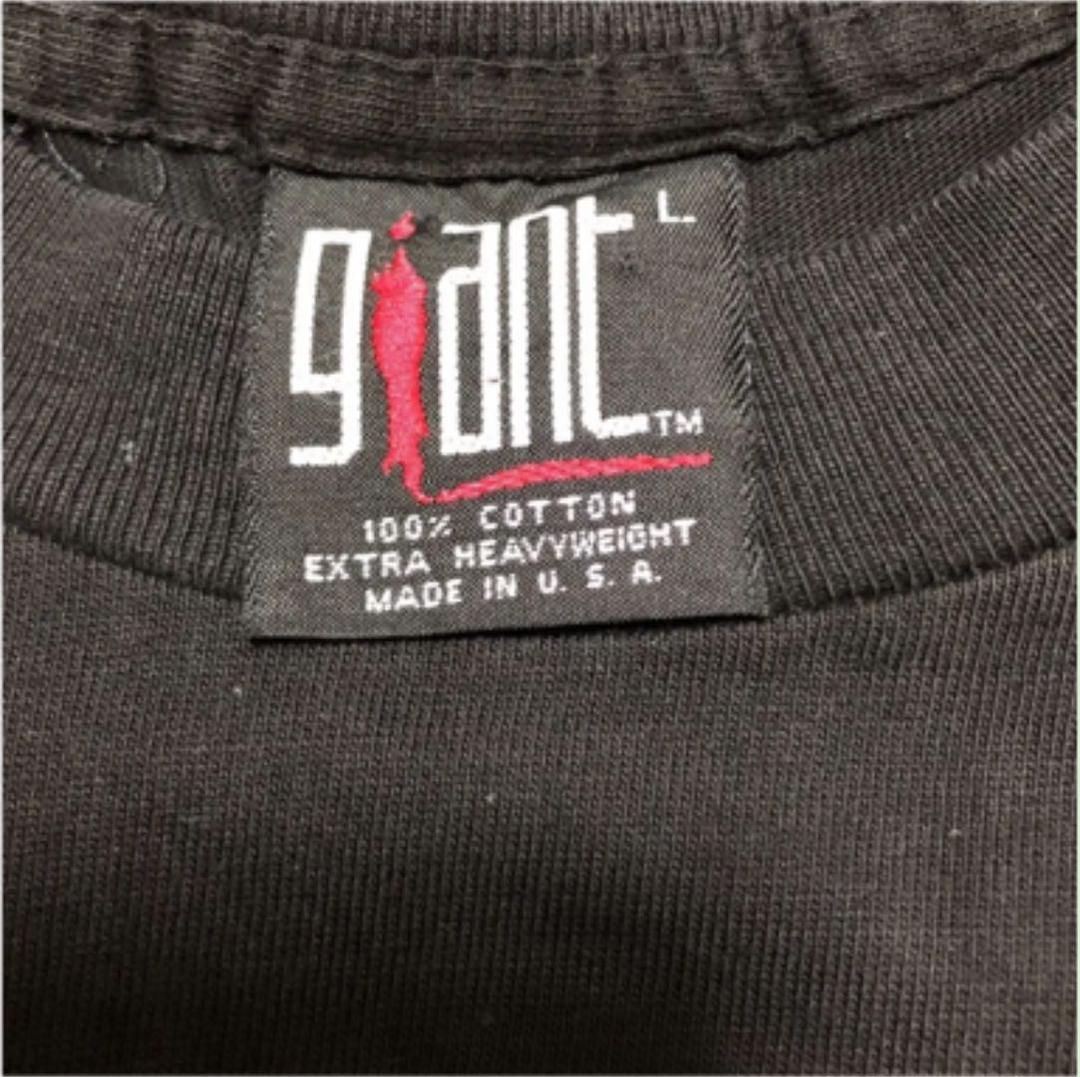 giant L.
TM
100% COTTON
EXTRA HEAVYWEIGHT
MADE IN U. S. A.